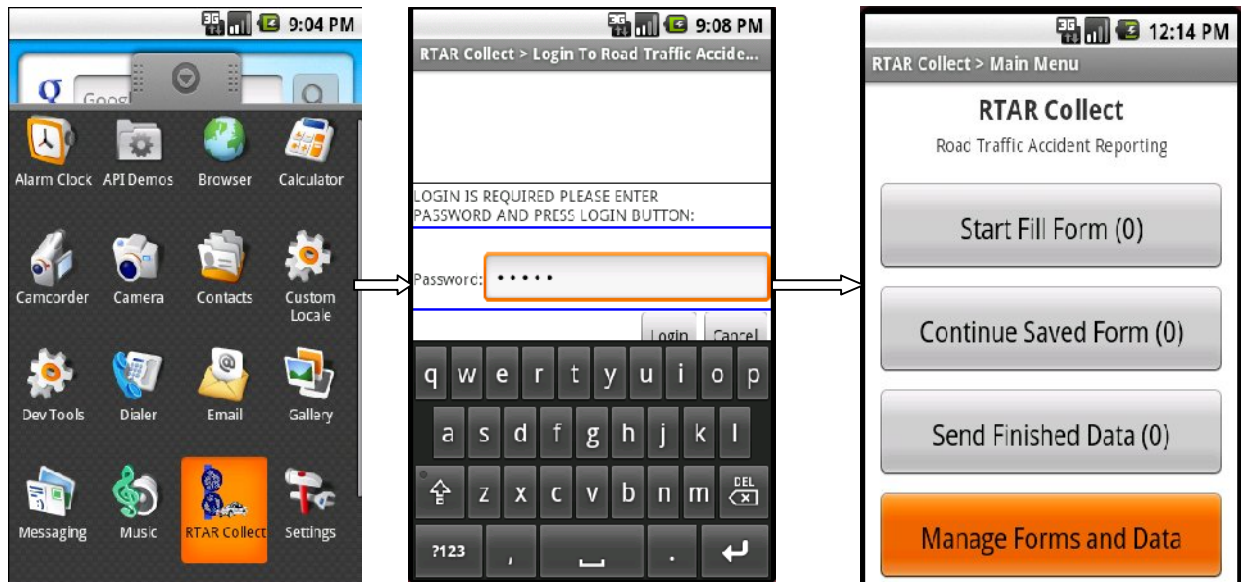 3G 9:04 PM
Google
Alarm Clock API Demos Browser Calculator
Camcorder Camera Contacts Custom Locale
Dev Tools Dialer Email Gallery
Messaging Music RTAR Collect Settings
3G 9:08 PM
RTAR Collect > Login To Road Traffic Accide...
LOGIN IS REQUIRED PLEASE ENTER
PASSWORD AND PRESS LOGIN BUTTON:
Password: •••••
Login Cancel
q w e r t y u i o p
a s d f g h j k l
z x c v b n m DEL
?123 , .
3G 12:14 PM
RTAR Collect > Main Menu
RTAR Collect
Road Traffic Accident Reporting
Start Fill Form (0)
Continue Saved Form (0)
Send Finished Data (0)
Manage Forms and Data